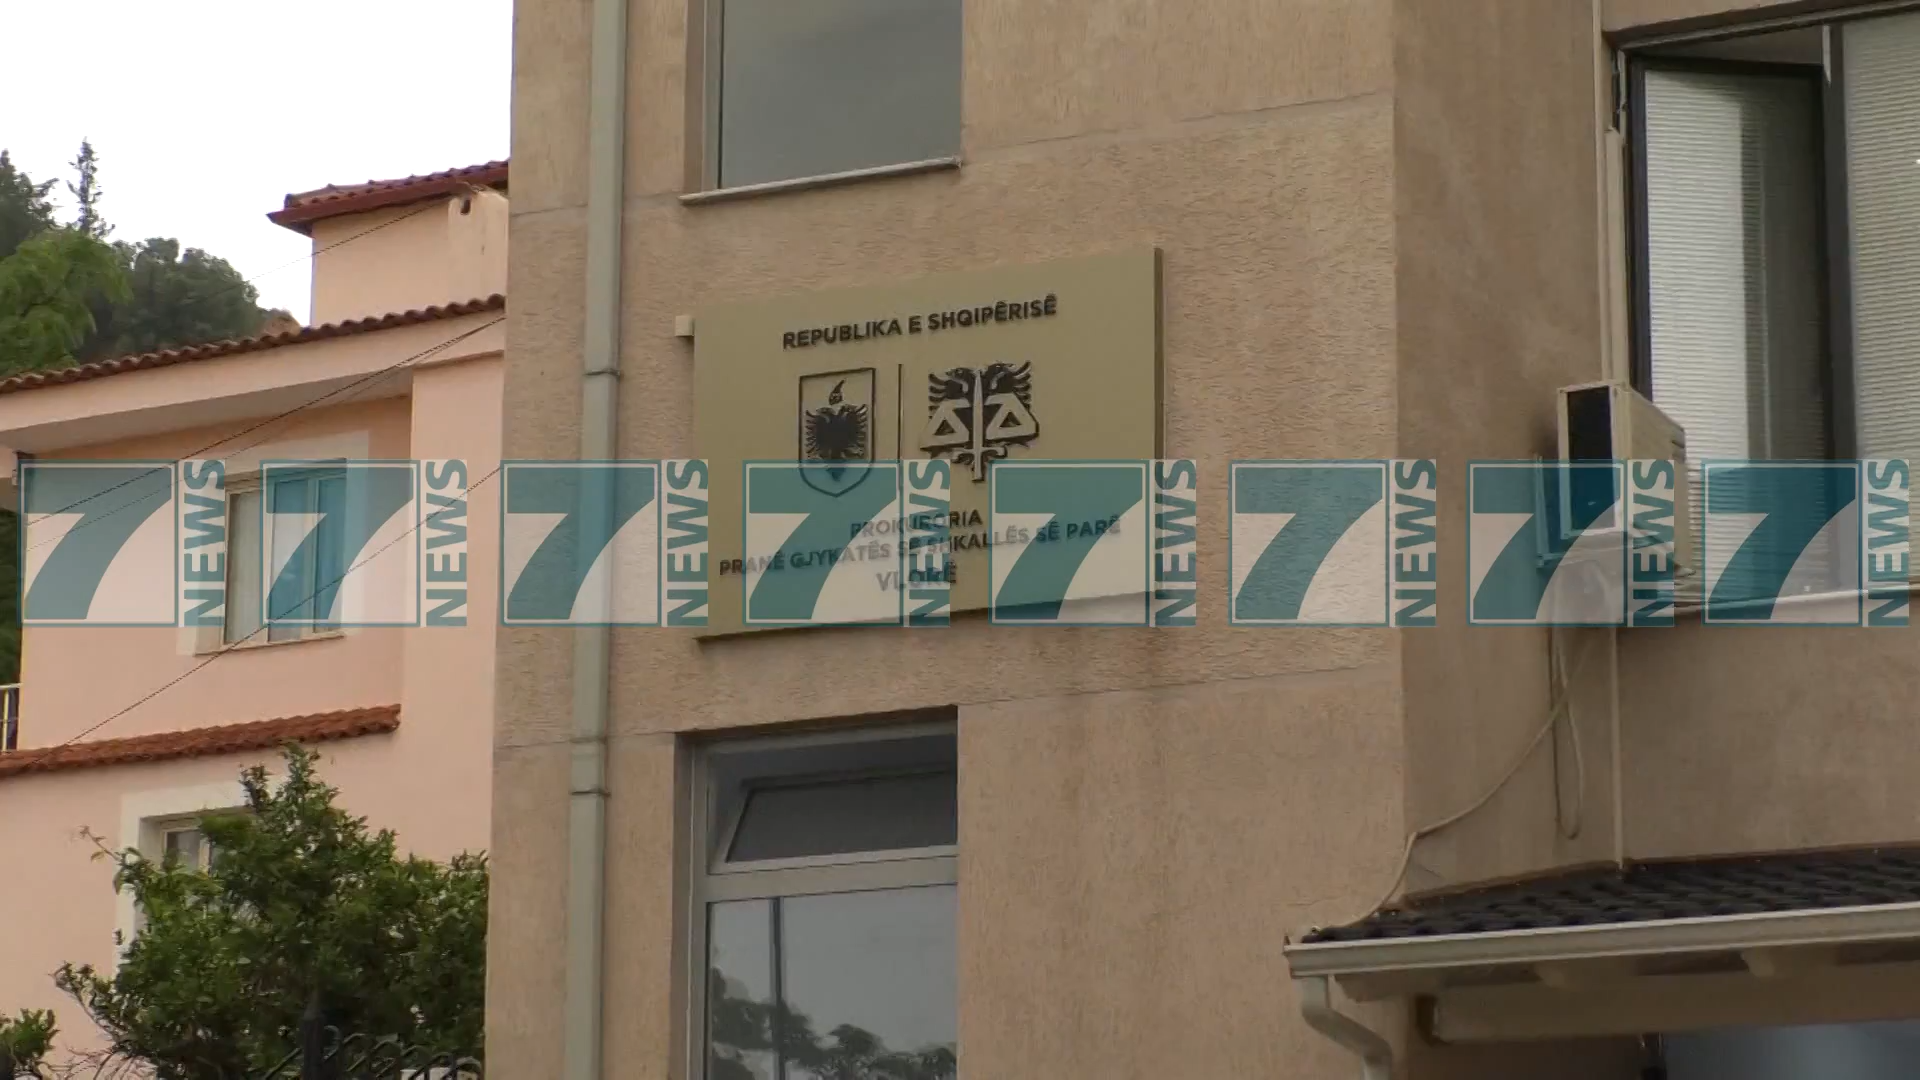 REPUBLIKA E SHQIPËRISË
PROKURORIA
PRANË GJYKATËS SË SHKALLËS SË PARË
VLORË
7 NEWS 7 NEWS 7 NEWS 7 NEWS 7 NEWS 7 NEWS 7 NEWS 7 NEWS